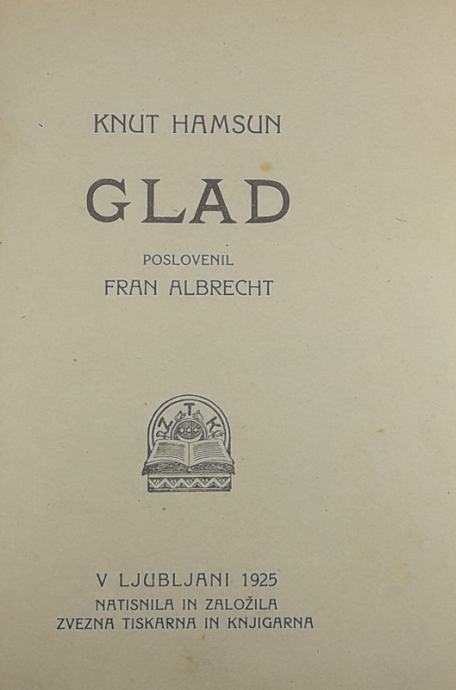 KNUT HAMSUN
GLAD
POSLOVENIL
FRAN ALBRECHT
Z T K
V LJUBLJANI 1925
NATISNILA IN ZALOŽILA
ZVEZNA TISKARNA IN KNJIGARNA